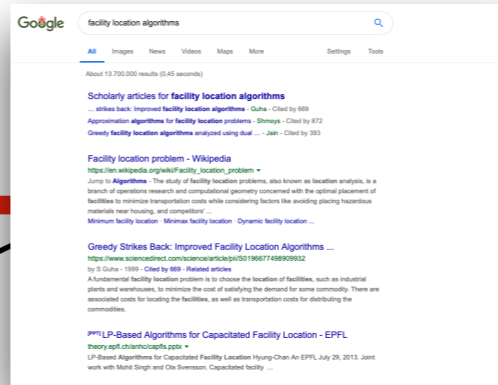 Google
facility location algorithms
All Images News Videos Maps More Settings Tools
About 13.700.000 results (0,45 seconds)
Scholarly articles for facility location algorithms
... strikes back: Improved facility location algorithms - Guha - Cited by 669
Approximation algorithms for facility location problems - Shmoys - Cited by 872
Greedy facility location algorithms analyzed using dual ... - Jain - Cited by 393
Facility location problem - Wikipedia
https://en.wikipedia.org/wiki/Facility_location_problem
Jump to Algorithms - The study of facility location problems, also known as location analysis, is a
branch of operations research and computational geometry concerned with the optimal placement of
facilities to minimize transportation costs while considering factors like avoiding placing hazardous
materials near housing, and competitors' ...
Minimum facility location · Minimax facility location · Dynamic facility location ...
Greedy Strikes Back: Improved Facility Location Algorithms ...
https://www.sciencedirect.com/science/article/pii/S0196677498909932
by S Guha - 1999 - Cited by 669 - Related articles
A fundamental facility location problem is to choose the location of facilities, such as industrial
plants and warehouses, to minimize the cost of satisfying the demand for some commodity. There are
associated costs for locating the facilities, as well as transportation costs for distributing the
commodities.
[PPT] LP-Based Algorithms for Capacitated Facility Location - EPFL
theory.epfl.ch/anhc/capfls.pptx
LP-Based Algorithms for Capacitated Facility Location Hyung-Chan An EPFL July 29, 2013, Joint
work with Mohit Singh and Ola Svensson. Capacitated facility ...